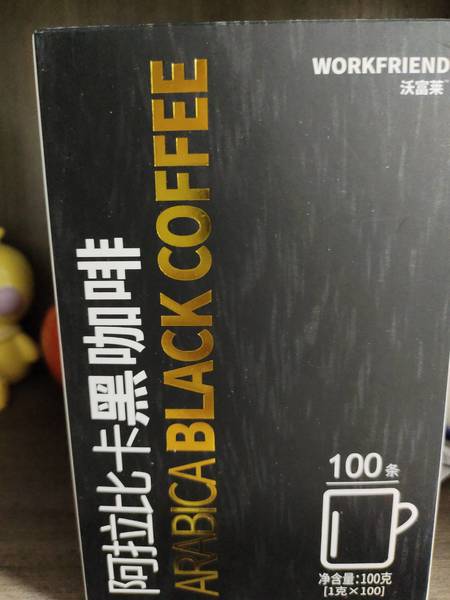 WORKFRIEND
沃富莱
阿拉比卡黑咖啡
ARABICA BLACK COFFEE
100条
净含量:100克
[1克×100]